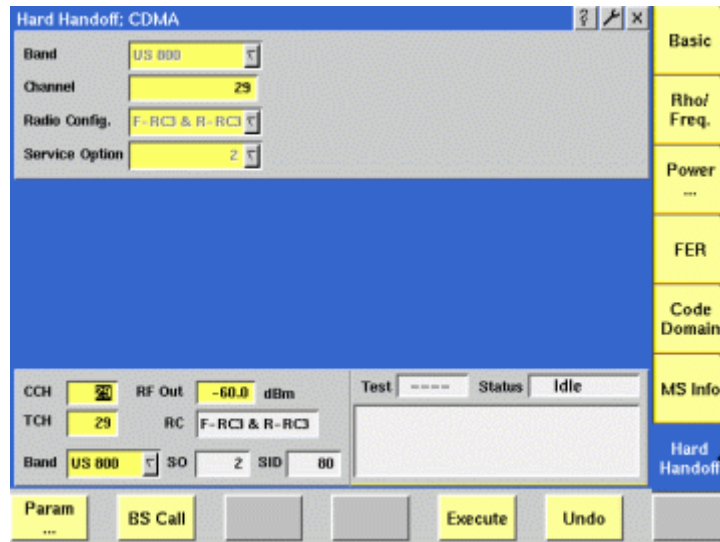 Hard Handoff; CDMA ? ×
Band US 800
Channel 29
Radio Config. F-RC3 & R-RC3
Service Option 2
CCH 29 RF Out -60.0 dBm
TCH 29 RC F-RC3 & R-RC3
Band US 800 SO 2 SID 80
Test ---- Status Idle
Basic
Rho/
Freq.
Power
...
FER
Code
Domain
MS Info
Hard
Handoff
Param
...
BS Call
Execute
Undo